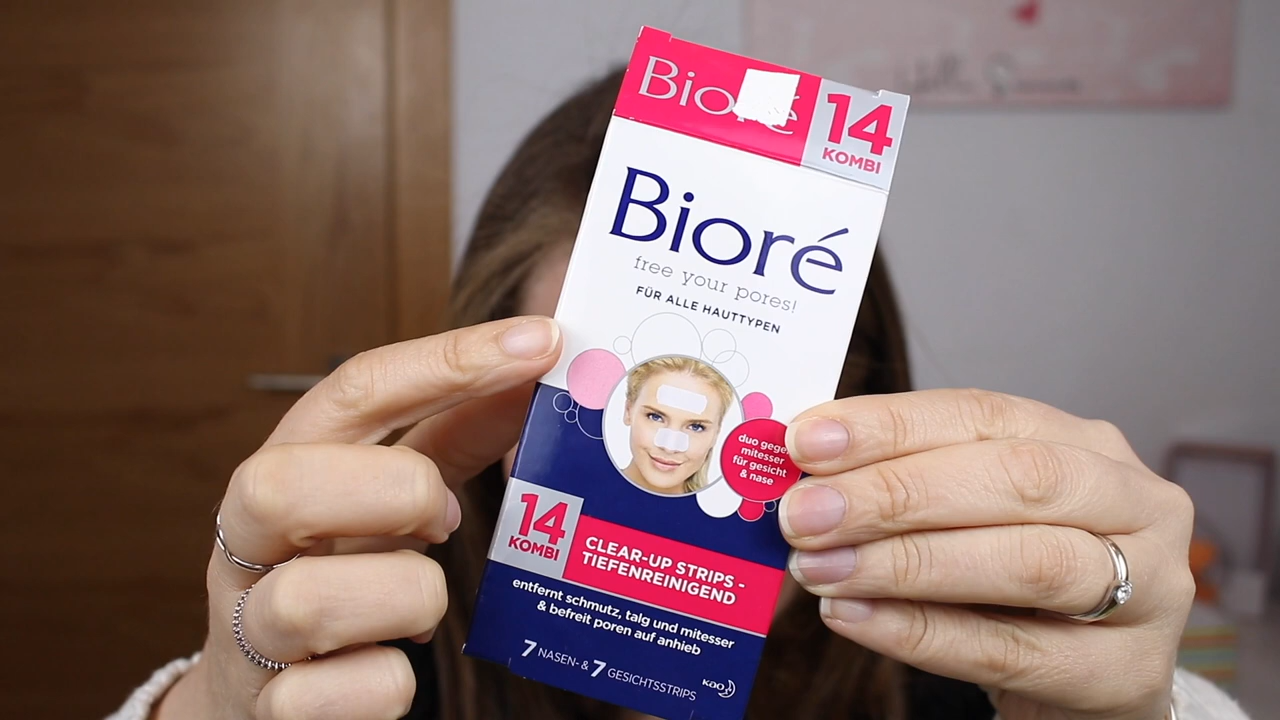 Bioré
14
KOMBI
Bioré
free your pores!
FÜR ALLE HAUTTYPEN
duo gegen
mitesser
für gesicht
& nase
14
KOMBI
CLEAR-UP STRIPS -
TIEFENREINIGEND
entfernt schmutz, talg und mitesser
& befreit poren auf anhieb
7 NASEN- & 7 GESICHTSSTRIPS
Kao